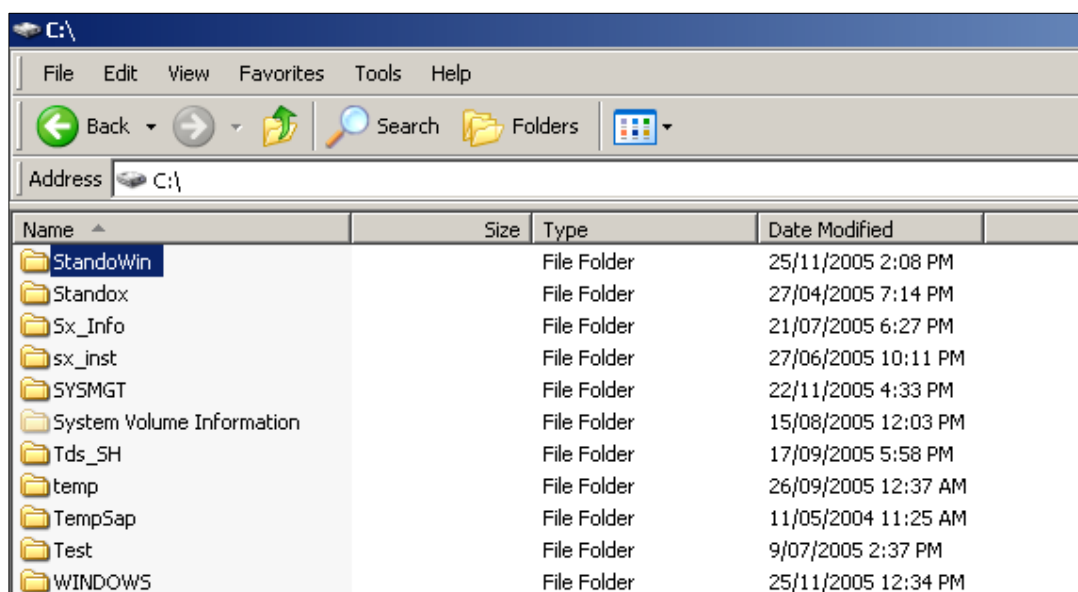 C:\
File Edit View Favorites Tools Help
Back Search Folders
Address C:\
Name Size Type Date Modified
StandoWin File Folder 25/11/2005 2:08 PM
Standox File Folder 27/04/2005 7:14 PM
Sx_Info File Folder 21/07/2005 6:27 PM
sx_inst File Folder 27/06/2005 10:11 PM
SYSMGT File Folder 22/11/2005 4:33 PM
System Volume Information File Folder 15/08/2005 12:03 PM
Tds_SH File Folder 17/09/2005 5:58 PM
temp File Folder 26/09/2005 12:37 AM
TempSap File Folder 11/05/2004 11:25 AM
Test File Folder 9/07/2005 2:37 PM
WINDOWS File Folder 25/11/2005 12:34 PM